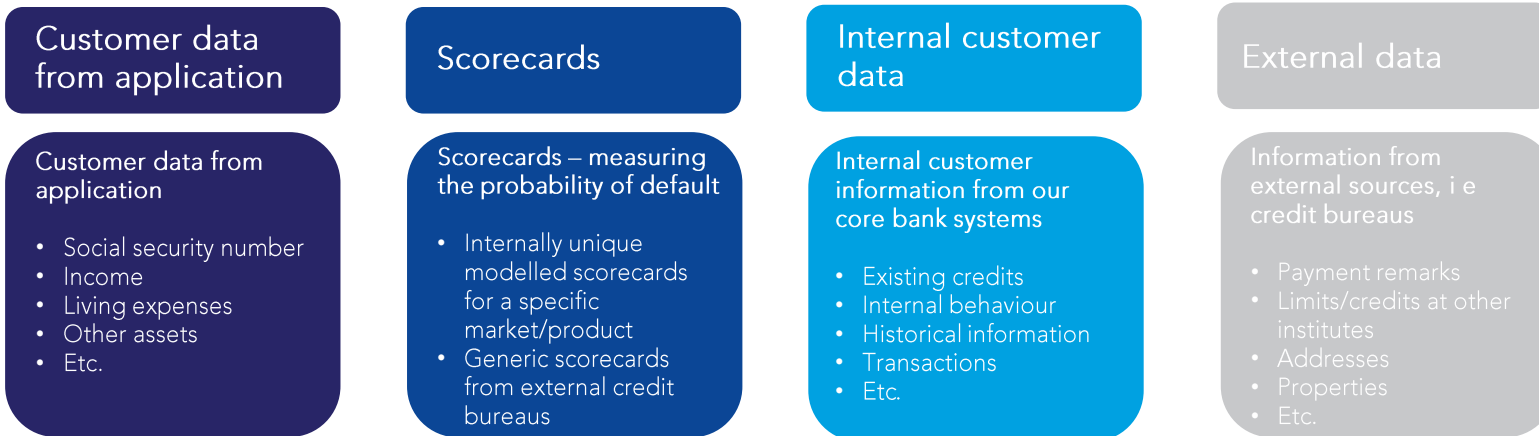 Customer data
from application
Scorecards
Internal customer
data
External data
Customer data from
application
• Social security number
• Income
• Living expenses
• Other assets
• Etc.
Scorecards – measuring
the probability of default
• Internally unique
modelled scorecards
for a specific
market/product
• Generic scorecards
from external credit
bureaus
Internal customer
information from our
core bank systems
• Existing credits
• Internal behaviour
• Historical information
• Transactions
• Etc.
Information from
external sources, i e
credit bureaus
• Payment remarks
• Limits/credits at other
institutes
• Addresses
• Properties
• Etc.